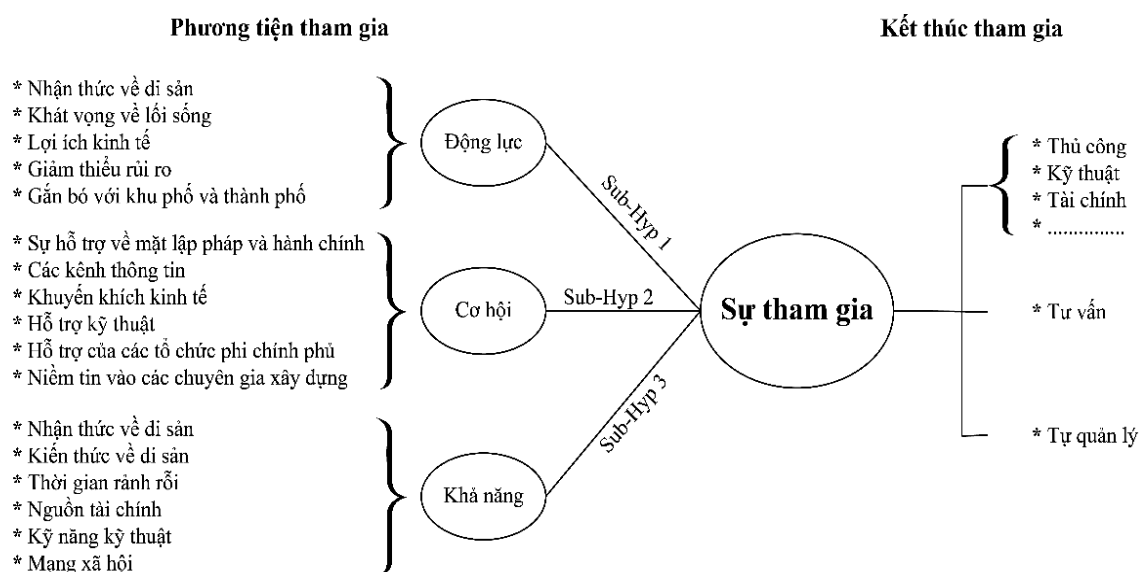 Phương tiện tham gia
Kết thúc tham gia
* Nhận thức về di sản
* Khát vọng về lối sống
* Lợi ích kinh tế
* Giảm thiểu rủi ro
* Gắn bó với khu phố và thành phố
Động lực
* Sự hỗ trợ về mặt lập pháp và hành chính
* Các kênh thông tin
* Khuyến khích kinh tế
* Hỗ trợ kỹ thuật
* Hỗ trợ của các tổ chức phi chính phủ
* Niềm tin vào các chuyên gia xây dựng
Cơ hội
* Nhận thức về di sản
* Kiến thức về di sản
* Thời gian rảnh rỗi
* Nguồn tài chính
* Kỹ năng kỹ thuật
* Mạng xã hội
Khả năng
Sub-Hyp 1
Sub-Hyp 2
Sub-Hyp 3
Sự tham gia
* Thủ công
* Kỹ thuật
* Tài chính
* ...............
* Tư vấn
* Tự quản lý